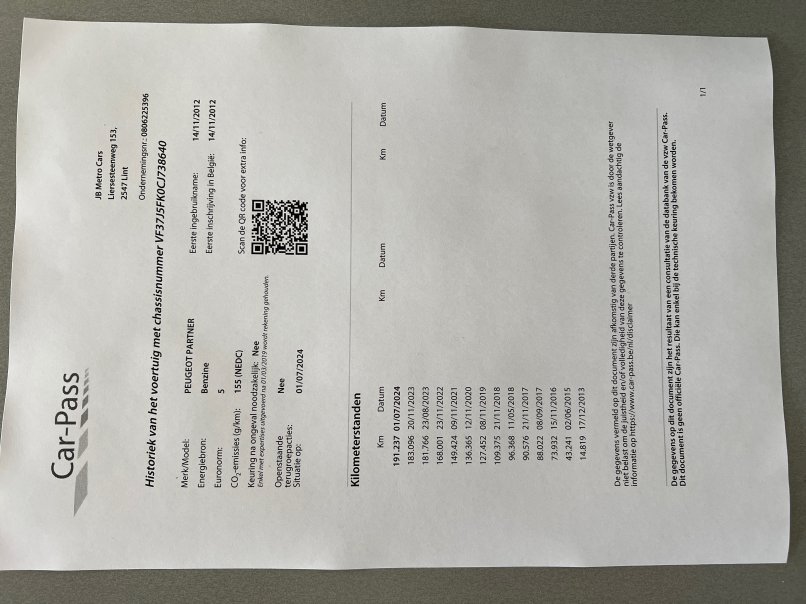 Car-Pass
JB Metro Cars
Liersesteenweg 153,
2547 Lint
Ondernemingsnr.: 0806225396
Historiek van het voertuig met chassisnummer VF37J5FK0CJ738640
Merk/Model: PEUGEOT PARTNER
Energiebron: Benzine
Euronorm: 5
CO2-emissies (g/km): 155 (NEDC)
Keuring na ongeval noodzakelijk: Nee
Enkel met expertises uitgevoerd na 01/03/2019 wordt rekening gehouden.
Openstaande
terugroepacties: Nee
Situatie op: 01/07/2024
Eerste ingebruikname: 14/11/2012
Eerste inschrijving in België: 14/11/2012
Scan de QR code voor extra info:
Kilometerstanden
Km Datum Km Datum Km Datum
191.237 01/07/2024
183.096 20/11/2023
181.766 23/08/2023
168.001 23/11/2022
149.424 09/11/2021
136.365 12/11/2020
127.452 08/11/2019
109.375 21/11/2018
96.368 11/05/2018
90.576 21/11/2017
88.022 08/09/2017
73.932 15/11/2016
43.241 02/06/2015
14.819 17/12/2013
De gegevens vermeld op dit document zijn afkomstig van derde partijen. Car-Pass vzw is door de wetgever
niet belast om de juistheid en/of volledigheid van deze gegevens te controleren. Lees aandachtig de
informatie op https://www.car-pass.be/nl/disclaimer
De gegevens op dit document zijn het resultaat van een consultatie van de databank van de vzw Car-Pass.
Dit document is geen officiële Car-Pass. Die kan enkel bij de technische keuring bekomen worden.
1/1